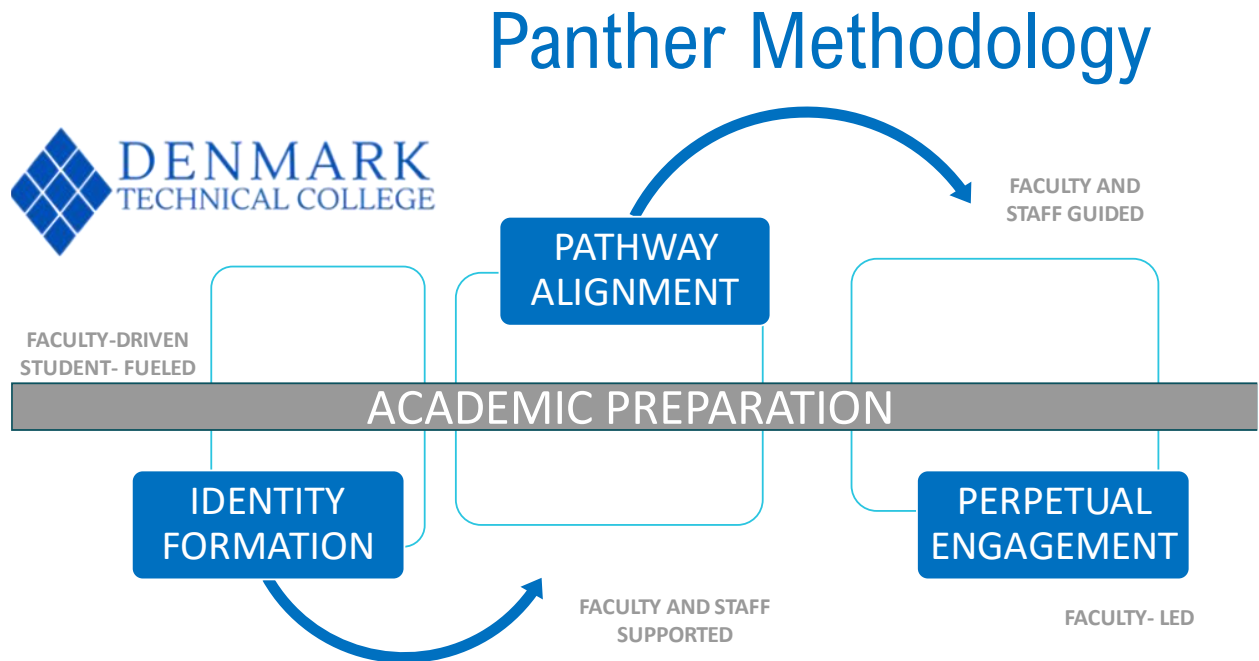 Panther Methodology
DENMARK
TECHNICAL COLLEGE
FACULTY AND
STAFF GUIDED
PATHWAY
ALIGNMENT
FACULTY-DRIVEN
STUDENT- FUELED
ACADEMIC PREPARATION
IDENTITY
FORMATION
PERPETUAL
ENGAGEMENT
FACULTY AND STAFF
SUPPORTED
FACULTY- LED